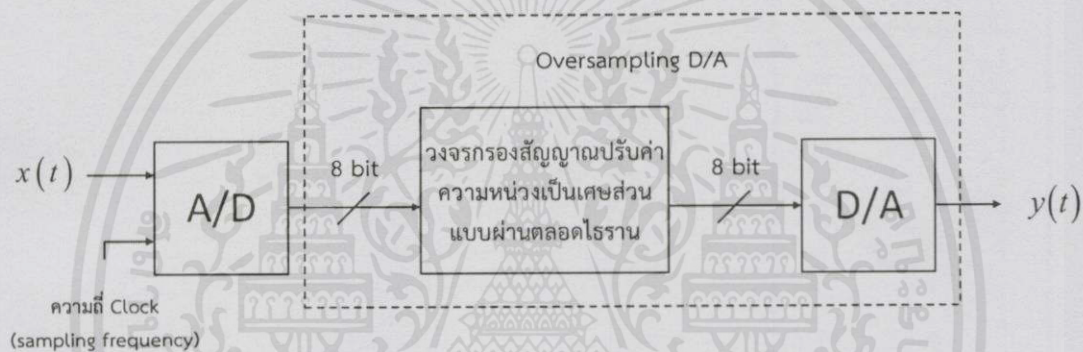 Oversampling D/A
x(t)
A/D
8 bit
วงจรกรองสัญญาณปรับค่า
ความหน่วงเป็นเศษส่วน
แบบผ่านตลอดไธราน
8 bit
D/A
y(t)
ความถี่ Clock
(sampling frequency)